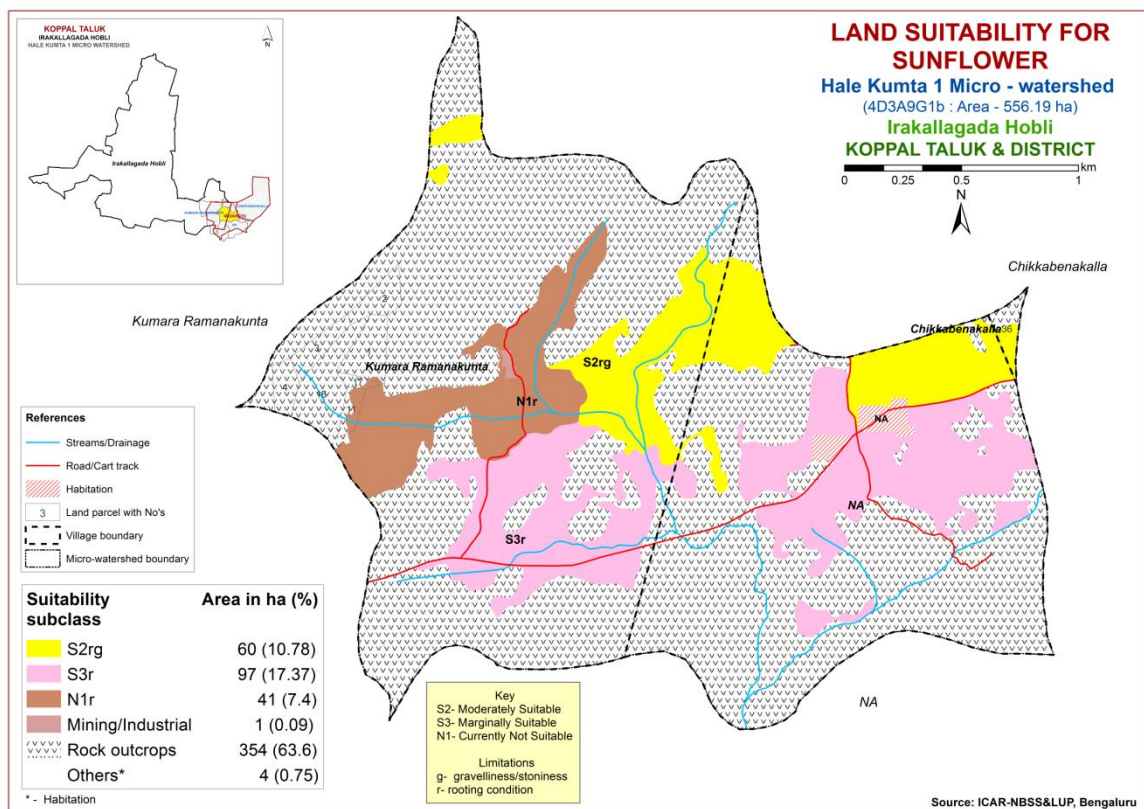 KOPPAL TALUK
IRAKALLAGADA HOBLI
HALE KUMTA 1 MICRO WATERSHED
N
Irakallagada Hobli
LAND SUITABILITY FOR
SUNFLOWER
Hale Kumta 1 Micro - watershed
(4D3A9G1b : Area - 556.19 ha)
Irakallagada Hobli
KOPPAL TALUK & DISTRICT
km
0 0.25 0.5 1
N
Chikkabenakalla
Kumara Ramanakunta
2
3
4
16
17
Chikkabenakalla
36
S2rg
Kumara Ramanakunta
N1r
NA
NA
S3r
NA
References
Streams/Drainage
Road/Cart track
Habitation
3 Land parcel with No's
Village boundary
Micro-watershed boundary
Suitability subclass Area in ha (%)
S2rg 60 (10.78)
S3r 97 (17.37)
N1r 41 (7.4)
Mining/Industrial 1 (0.09)
Rock outcrops 354 (63.6)
Others* 4 (0.75)
* - Habitation
Key
S2- Moderately Suitable
S3- Marginally Suitable
N1- Currently Not Suitable
Limitations
g- gravelliness/stoniness
r- rooting condition
Source: ICAR-NBSS&LUP, Bengaluru